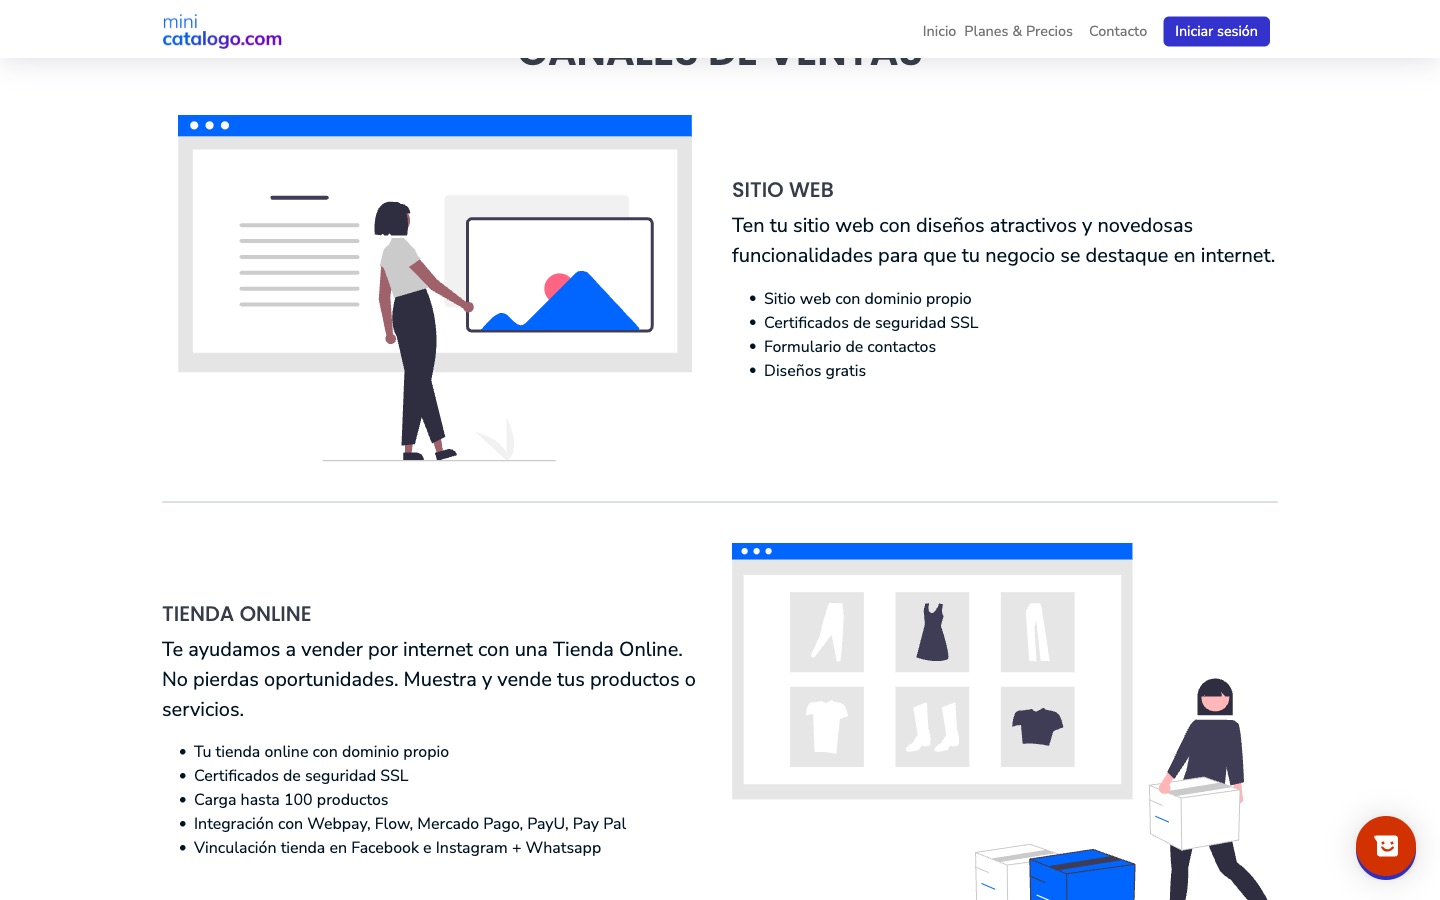 mini
catalogo.com
Inicio Planes & Precios Contacto Iniciar sesión
CANALES DE VENTAS
SITIO WEB
Ten tu sitio web con diseños atractivos y novedosas
funcionalidades para que tu negocio se destaque en internet.
• Sitio web con dominio propio
• Certificados de seguridad SSL
• Formulario de contactos
• Diseños gratis
TIENDA ONLINE
Te ayudamos a vender por internet con una Tienda Online.
No pierdas oportunidades. Muestra y vende tus productos o
servicios.
• Tu tienda online con dominio propio
• Certificados de seguridad SSL
• Carga hasta 100 productos
• Integración con Webpay, Flow, Mercado Pago, PayU, Pay Pal
• Vinculación tienda en Facebook e Instagram + Whatsapp